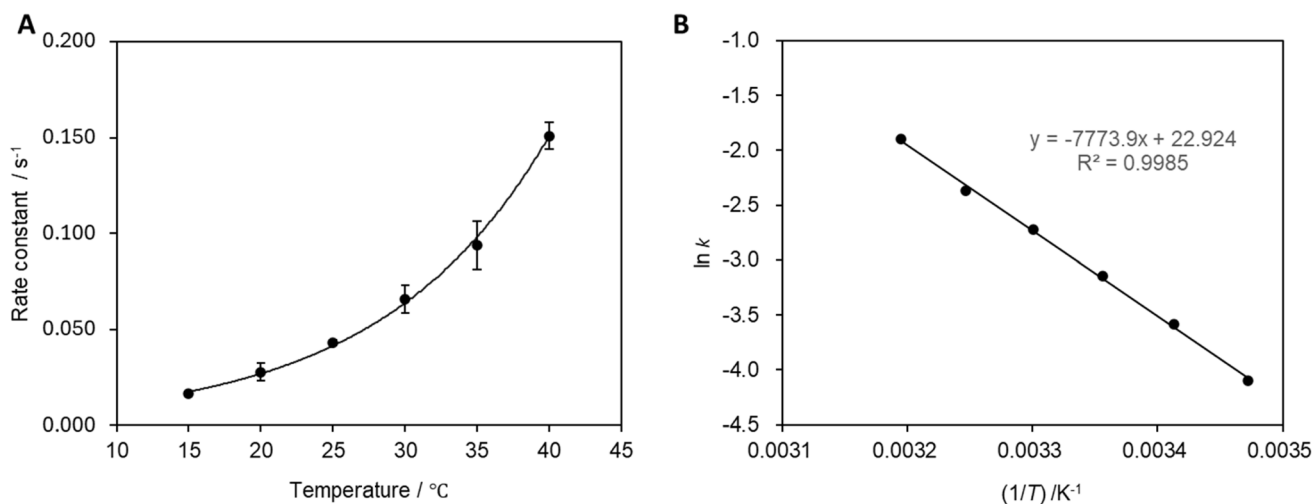 A
0.200
0.150
0.100
0.050
0.000
10 15 20 25 30 35 40 45
Rate constant / s⁻¹
Temperature / °C
B
-1.0
-1.5
-2.0
-2.5
-3.0
-3.5
-4.0
-4.5
0.0031 0.0032 0.0033 0.0034 0.0035
ln k
y = -7773.9x + 22.924
R² = 0.9985
(1/T) /K⁻¹